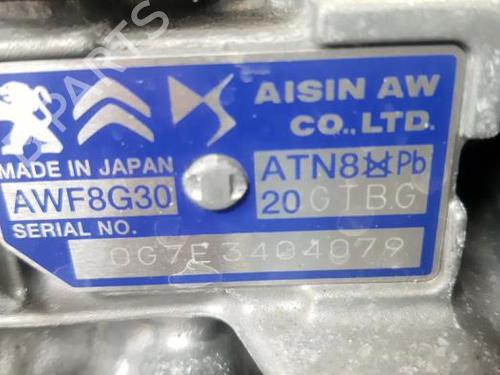 AISIN AW
CO., LTD.
MADE IN JAPAN
AWF8G30
ATN8 Pb
20 GTBG
SERIAL NO.
0G7E3404079